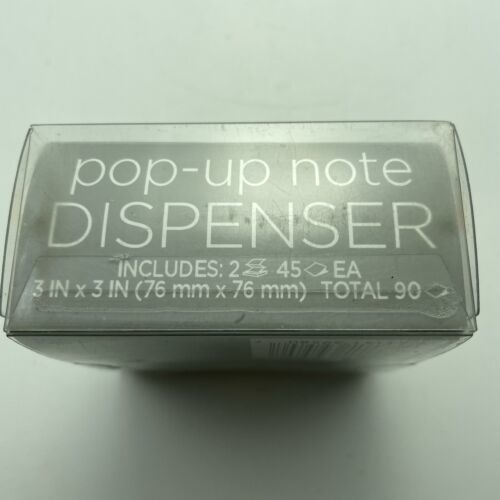 pop-up note
DISPENSER
INCLUDES: 2 45 EA
3 IN x 3 IN (76 mm x 76 mm) TOTAL 90